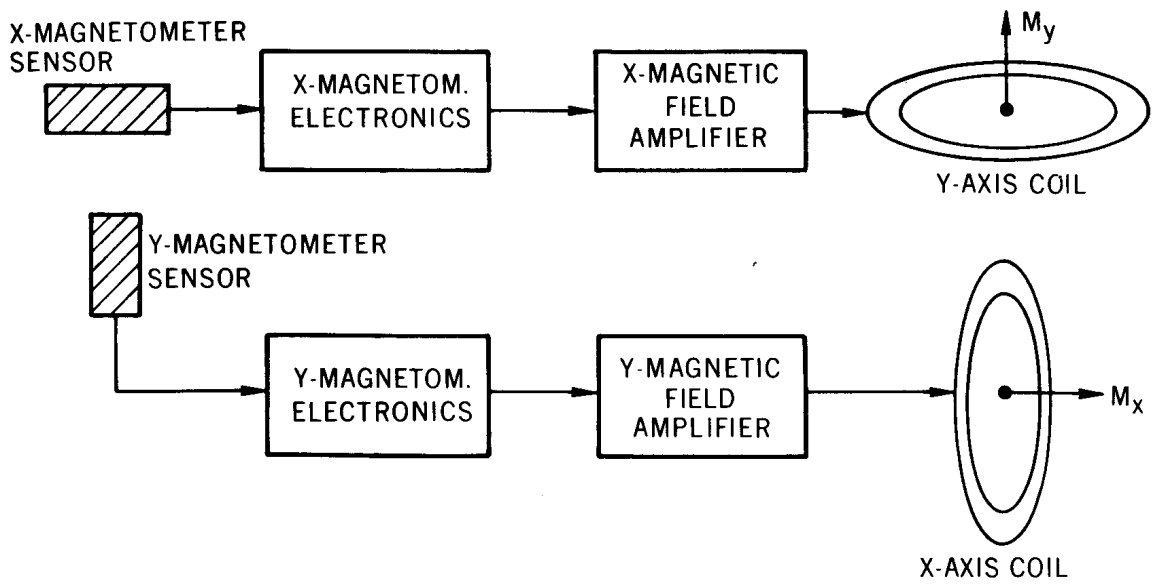 X-MAGNETOMETER
SENSOR
X-MAGNETOM.
ELECTRONICS
X-MAGNETIC
FIELD
AMPLIFIER
My
Y-AXIS COIL
Y-MAGNETOMETER
SENSOR
Y-MAGNETOM.
ELECTRONICS
Y-MAGNETIC
FIELD
AMPLIFIER
Mx
X-AXIS COIL